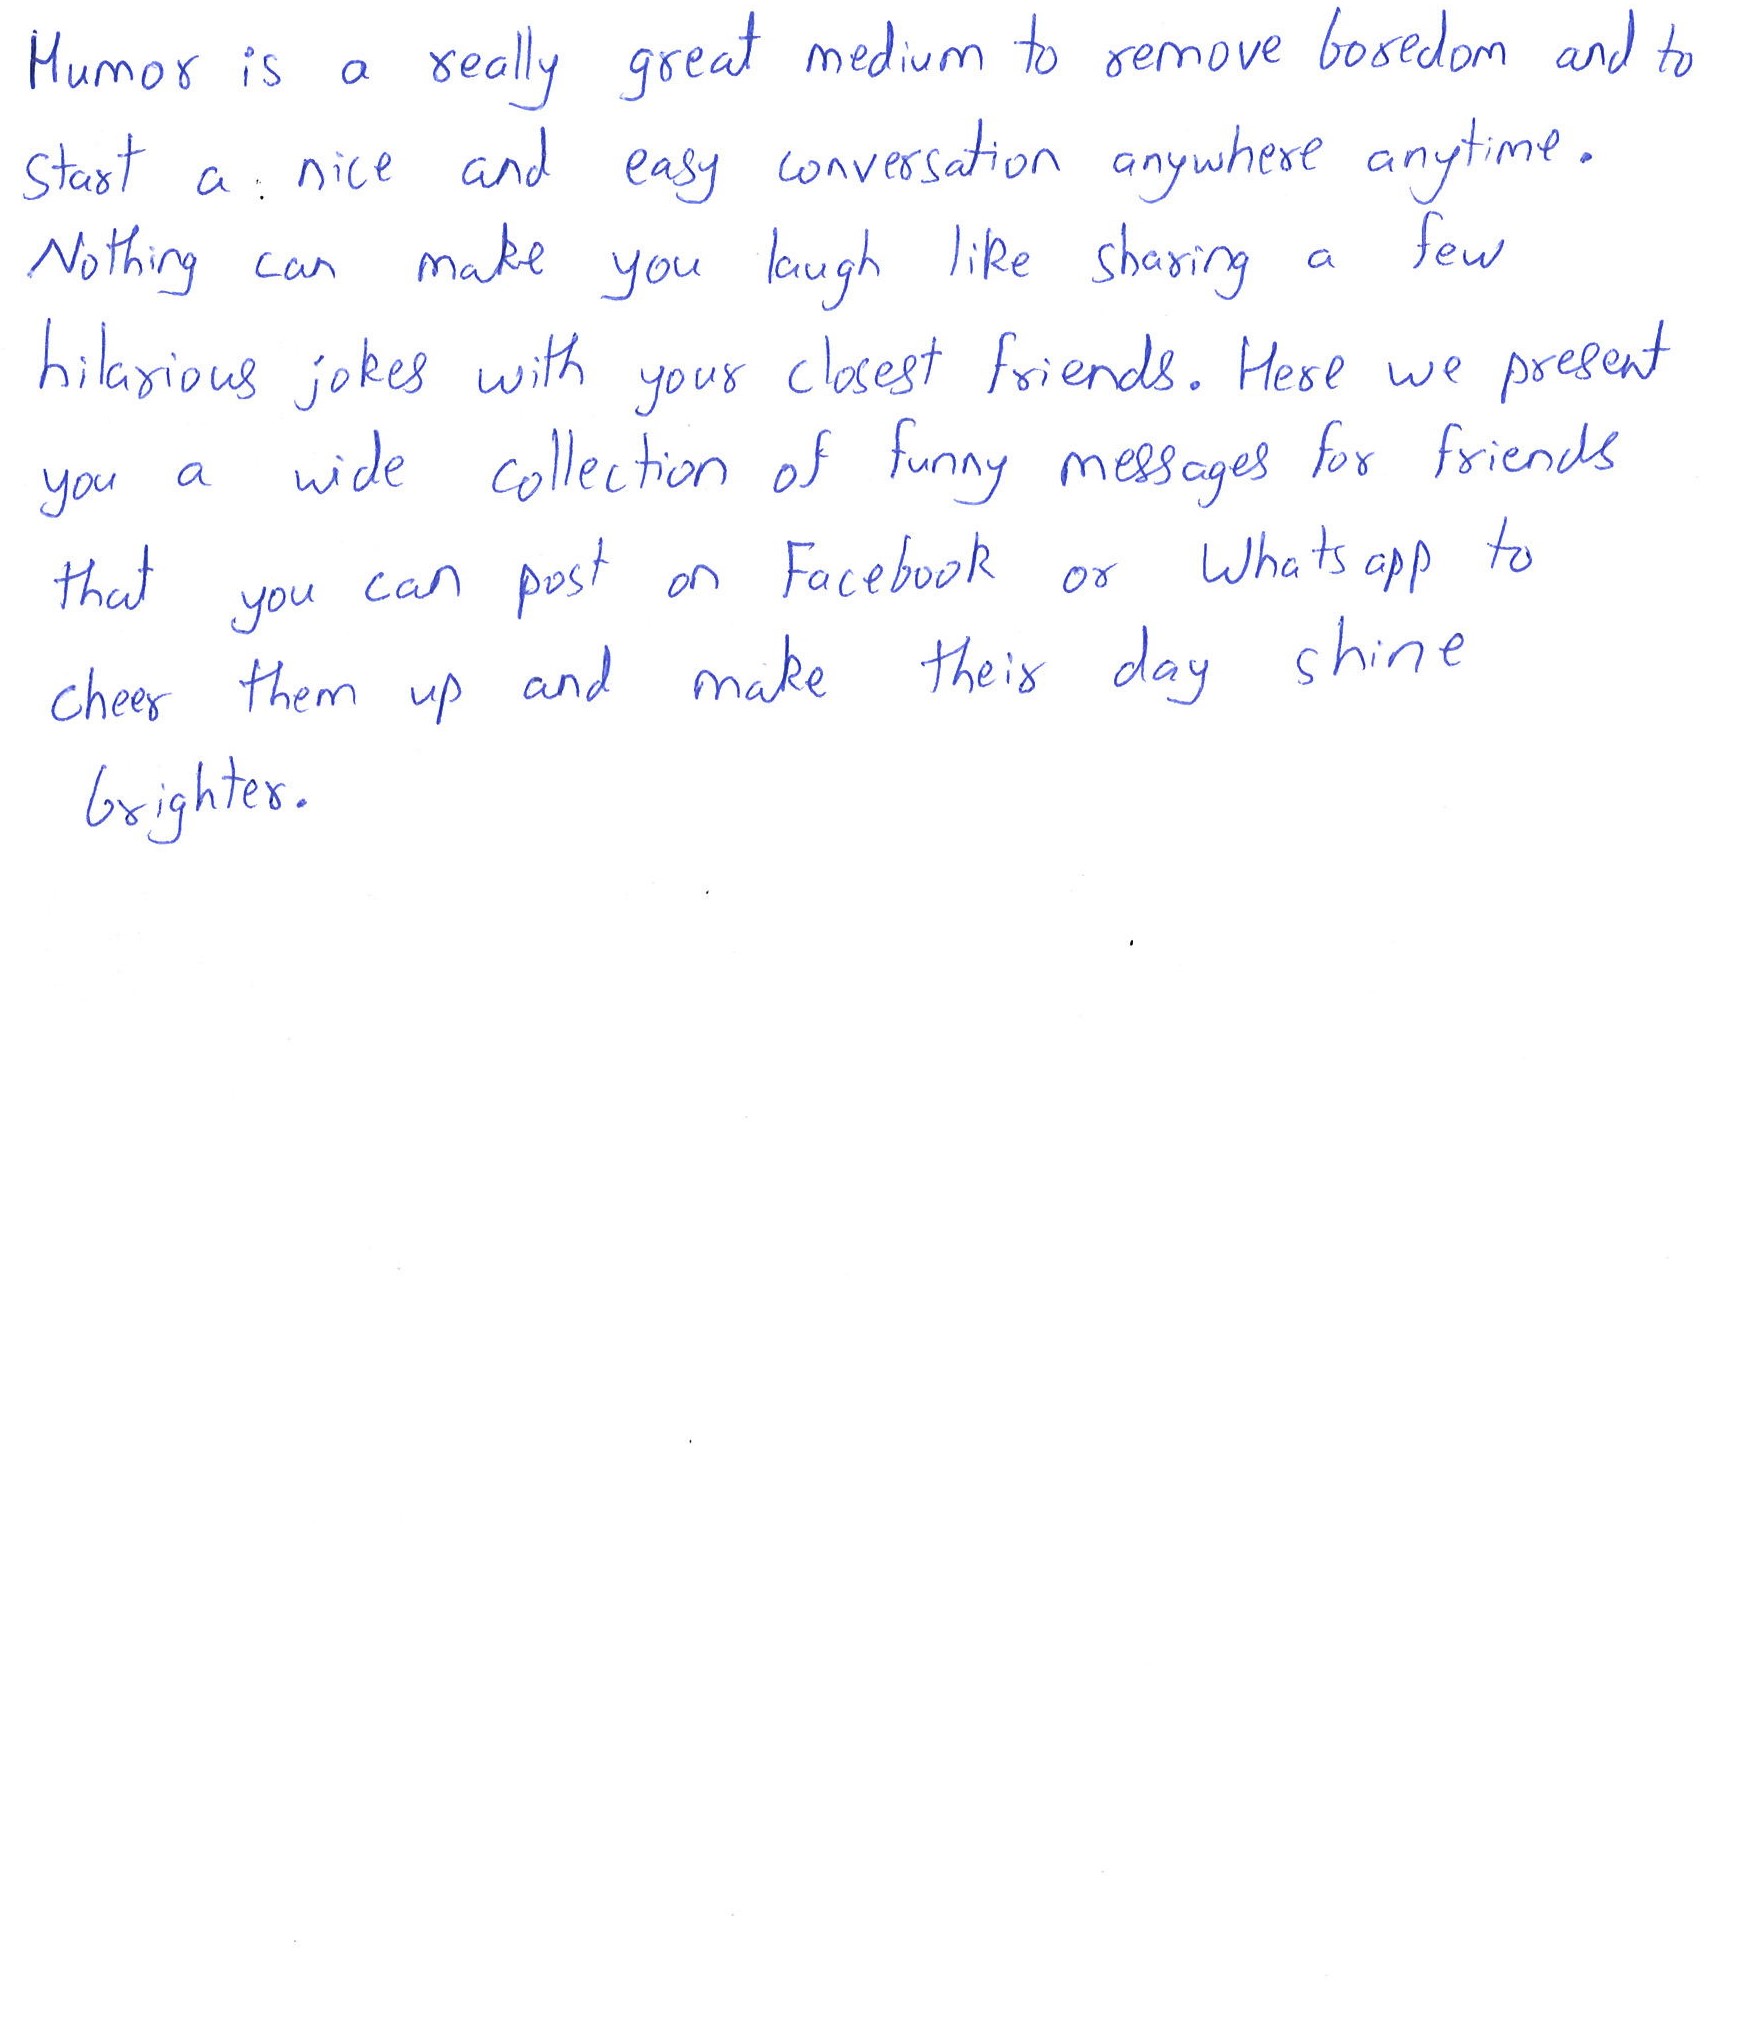 Humor is a really great medium to remove boredom and to
start a nice and easy conversation anywhere anytime.
Nothing can make you laugh like sharing a few
hilarious jokes with your closest friends. Here we present
you a wide collection of funny messages for friends
that you can post on Facebook or Whatsapp to
cheer them up and make their day shine
brighter.